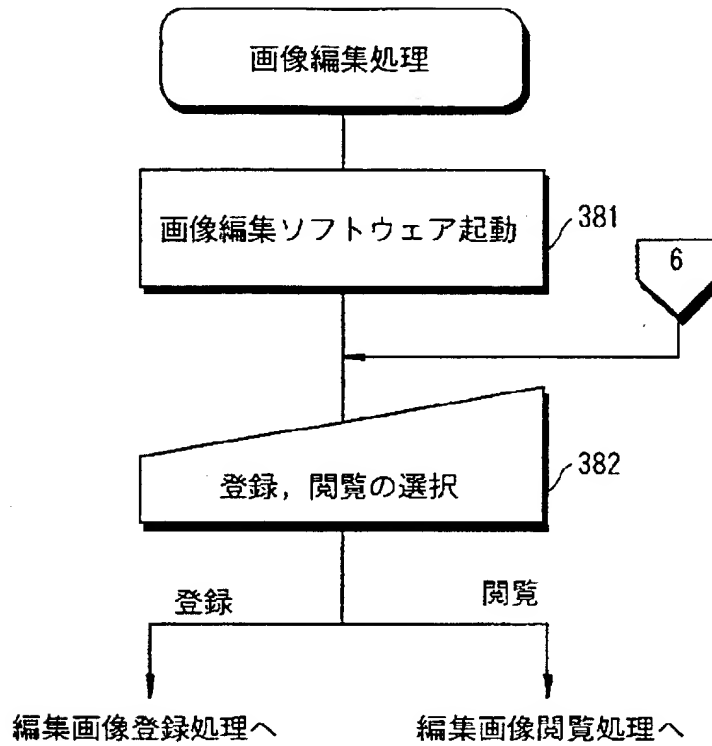 画像編集処理
画像編集ソフトウェア起動
381
6
登録，閲覧の選択
382
登録
閲覧
編集画像登録処理へ
編集画像閲覧処理へ